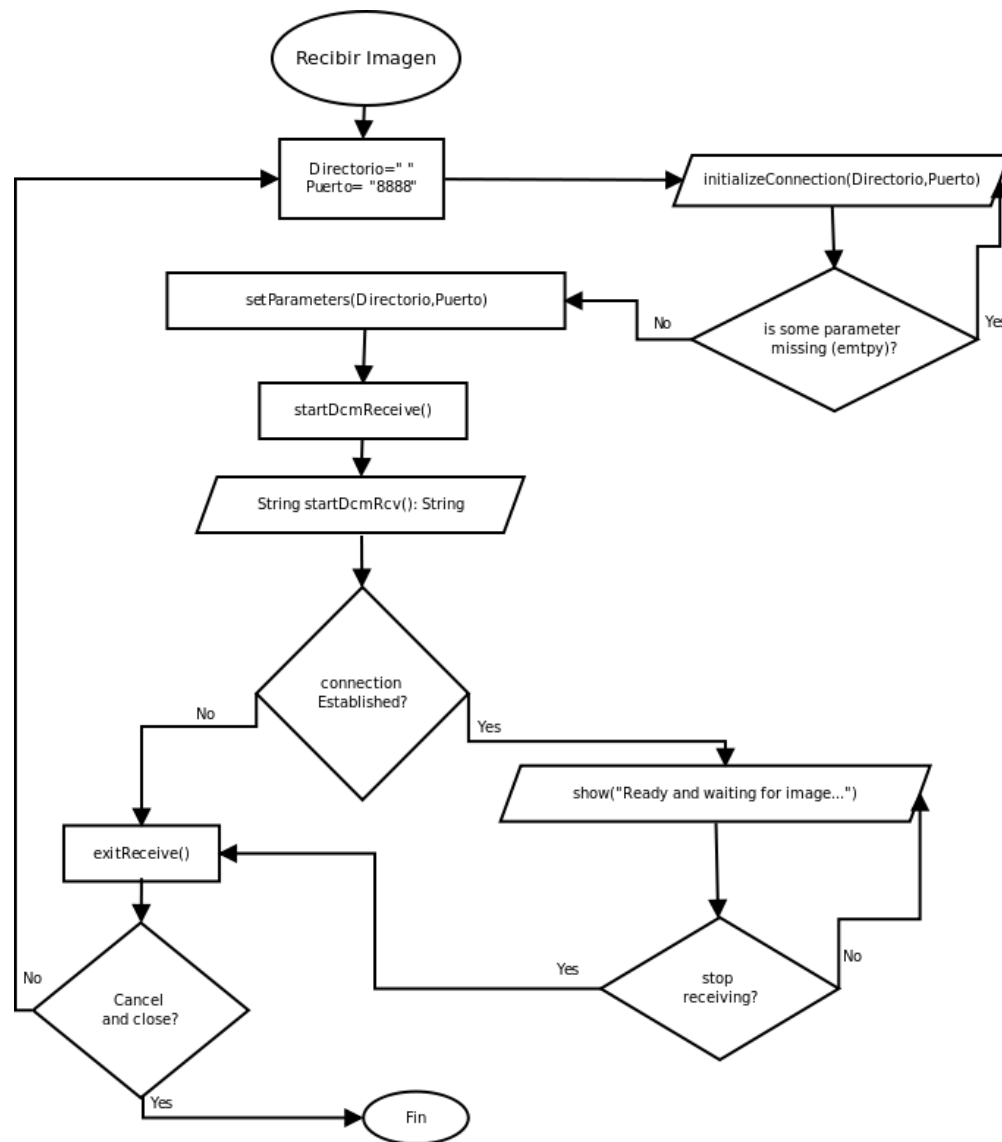 Recibir Imagen
Directorio=" "
Puerto= "8888"
initializeConnection(Directorio,Puerto)
is some parameter
missing (emtpy)?
Yes
No
setParameters(Directorio,Puerto)
startDcmReceive()
String startDcmRcv(): String
connection
Established?
No
Yes
show("Ready and waiting for image...")
exitReceive()
stop
receiving?
Yes
No
Cancel
and close?
No
Yes
Fin